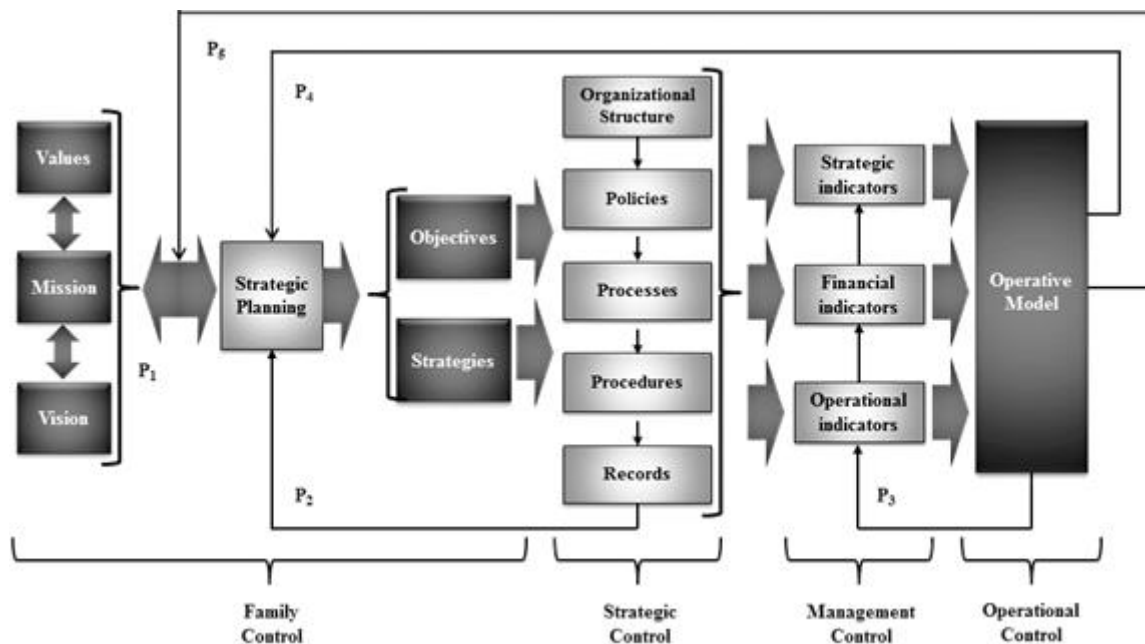 P5
P4
Organizational
Structure
Values
Strategic
indicators
Policies
Objectives
Mission
Strategic
Planning
Processes
Financial
indicators
Operative
Model
Strategies
P1
Procedures
Vision
Operational
indicators
Records
P2
P3
Family
Control
Strategic
Control
Management
Control
Operational
Control